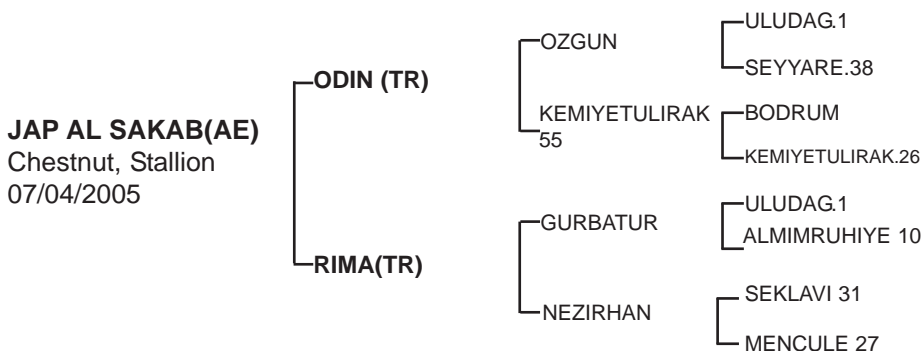 JAP AL SAKAB(AE)
Chestnut, Stallion
07/04/2005
ODIN (TR)
RIMA(TR)
OZGUN
KEMIYETULIRAK
55
GURBATUR
NEZIRHAN
ULUDAG.1
SEYYARE.38
BODRUM
KEMIYETULIRAK.26
ULUDAG.1
ALMIMRUHIYE 10
SEKLAVI 31
MENCULE 27